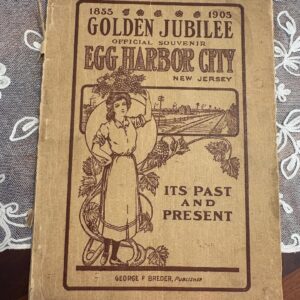 1855 1905
GOLDEN JUBILEE
OFFICIAL SOUVENIR
EGG HARBOR CITY
NEW JERSEY
ITS PAST
AND
PRESENT
GEORGE F BREDER, PUBLISHER